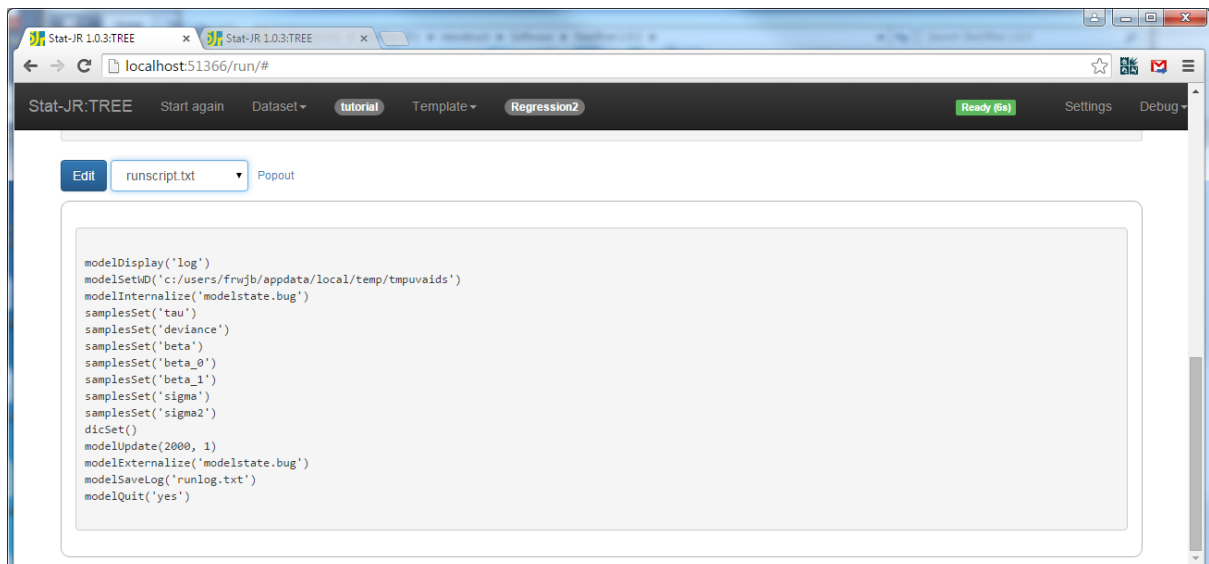 Stat-JR 1.0.3:TREE
Stat-JR 1.0.3:TREE
localhost:51366/run/#
Stat-JR:TREE Start again Dataset tutorial Template Regression2 Ready (6s) Settings Debug
Edit runscript.txt Popout
modelDisplay('log')
modelSetWD('c:/users/frwjb/appdata/local/temp/tmpuvaids')
modelInternalize('modelstate.bug')
samplesSet('tau')
samplesSet('deviance')
samplesSet('beta')
samplesSet('beta_0')
samplesSet('beta_1')
samplesSet('sigma')
samplesSet('sigma2')
dicSet()
modelUpdate(2000, 1)
modelExternalize('modelstate.bug')
modelSaveLog('runlog.txt')
modelQuit('yes')